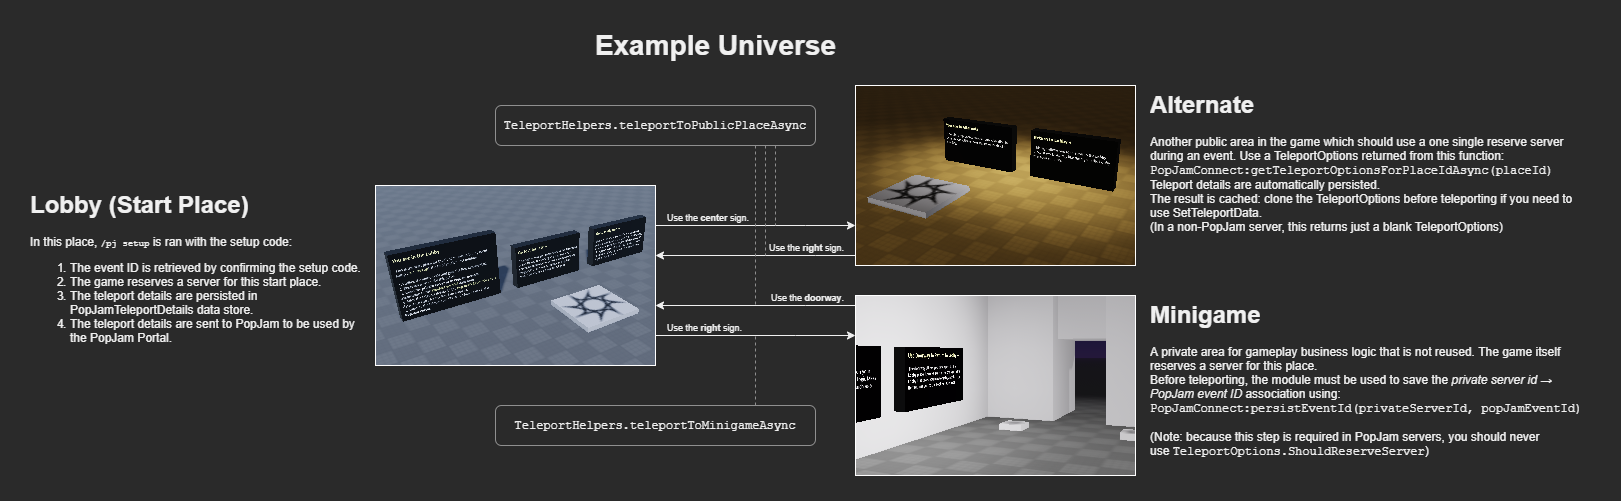 Example Universe
TeleportHelpers.teleportToPublicPlaceAsync
Lobby (Start Place)
In this place, /pj setup is ran with the setup code:
1. The event ID is retrieved by confirming the setup code.
2. The game reserves a server for this start place.
3. The teleport details are persisted in
PopJamTeleportDetails data store.
4. The teleport details are sent to PopJam to be used by
the PopJam Portal.
Use the center sign.
Use the right sign.
Use the doorway.
Use the right sign.
TeleportHelpers.teleportToMinigameAsync
Alternate
Another public area in the game which should use a one single reserve server
during an event. Use a TeleportOptions returned from this function:
PopJamConnect:getTeleportOptionsForPlaceIdAsync(placeId)
Teleport details are automatically persisted.
The result is cached: clone the TeleportOptions before teleporting if you need to
use SetTeleportData.
(In a non-PopJam server, this returns just a blank TeleportOptions)
Minigame
A private area for gameplay business logic that is not reused. The game itself
reserves a server for this place.
Before teleporting, the module must be used to save the private server id →
PopJam event ID association using:
PopJamConnect:persistEventId(privateServerId, popJamEventId)
(Note: because this step is required in PopJam servers, you should never
use TeleportOptions.ShouldReserveServer)